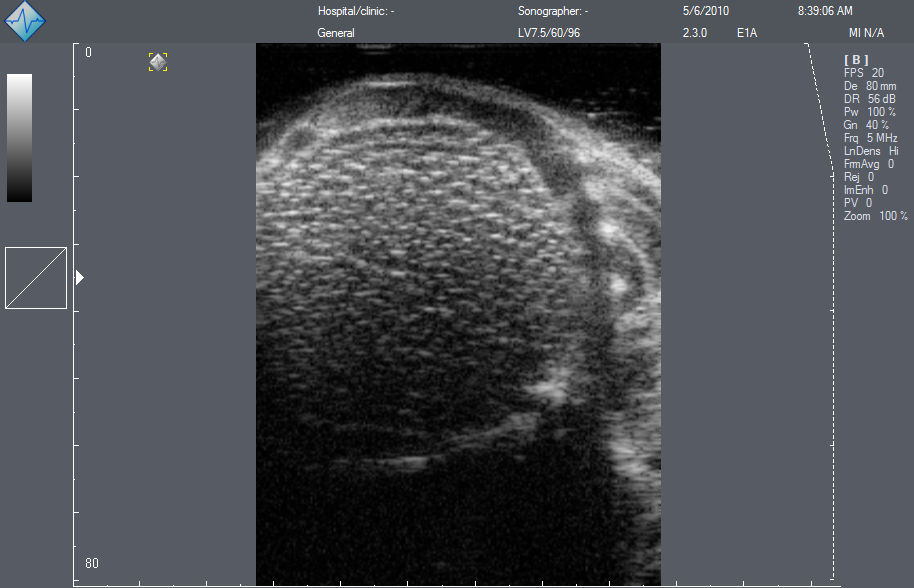 Hospital/clinic: - Sonographer: - 5/6/2010 8:39:06 AM
General LV7.5/60/96 2.3.0 E1A MI N/A
0
[ B ]
FPS 20
De 80 mm
DR 56 dB
Pw 100 %
Gn 40 %
Frq 5 MHz
LnDens Hi
FrmAvg 0
Rej 0
ImEnh 0
PV 0
Zoom 100 %
80